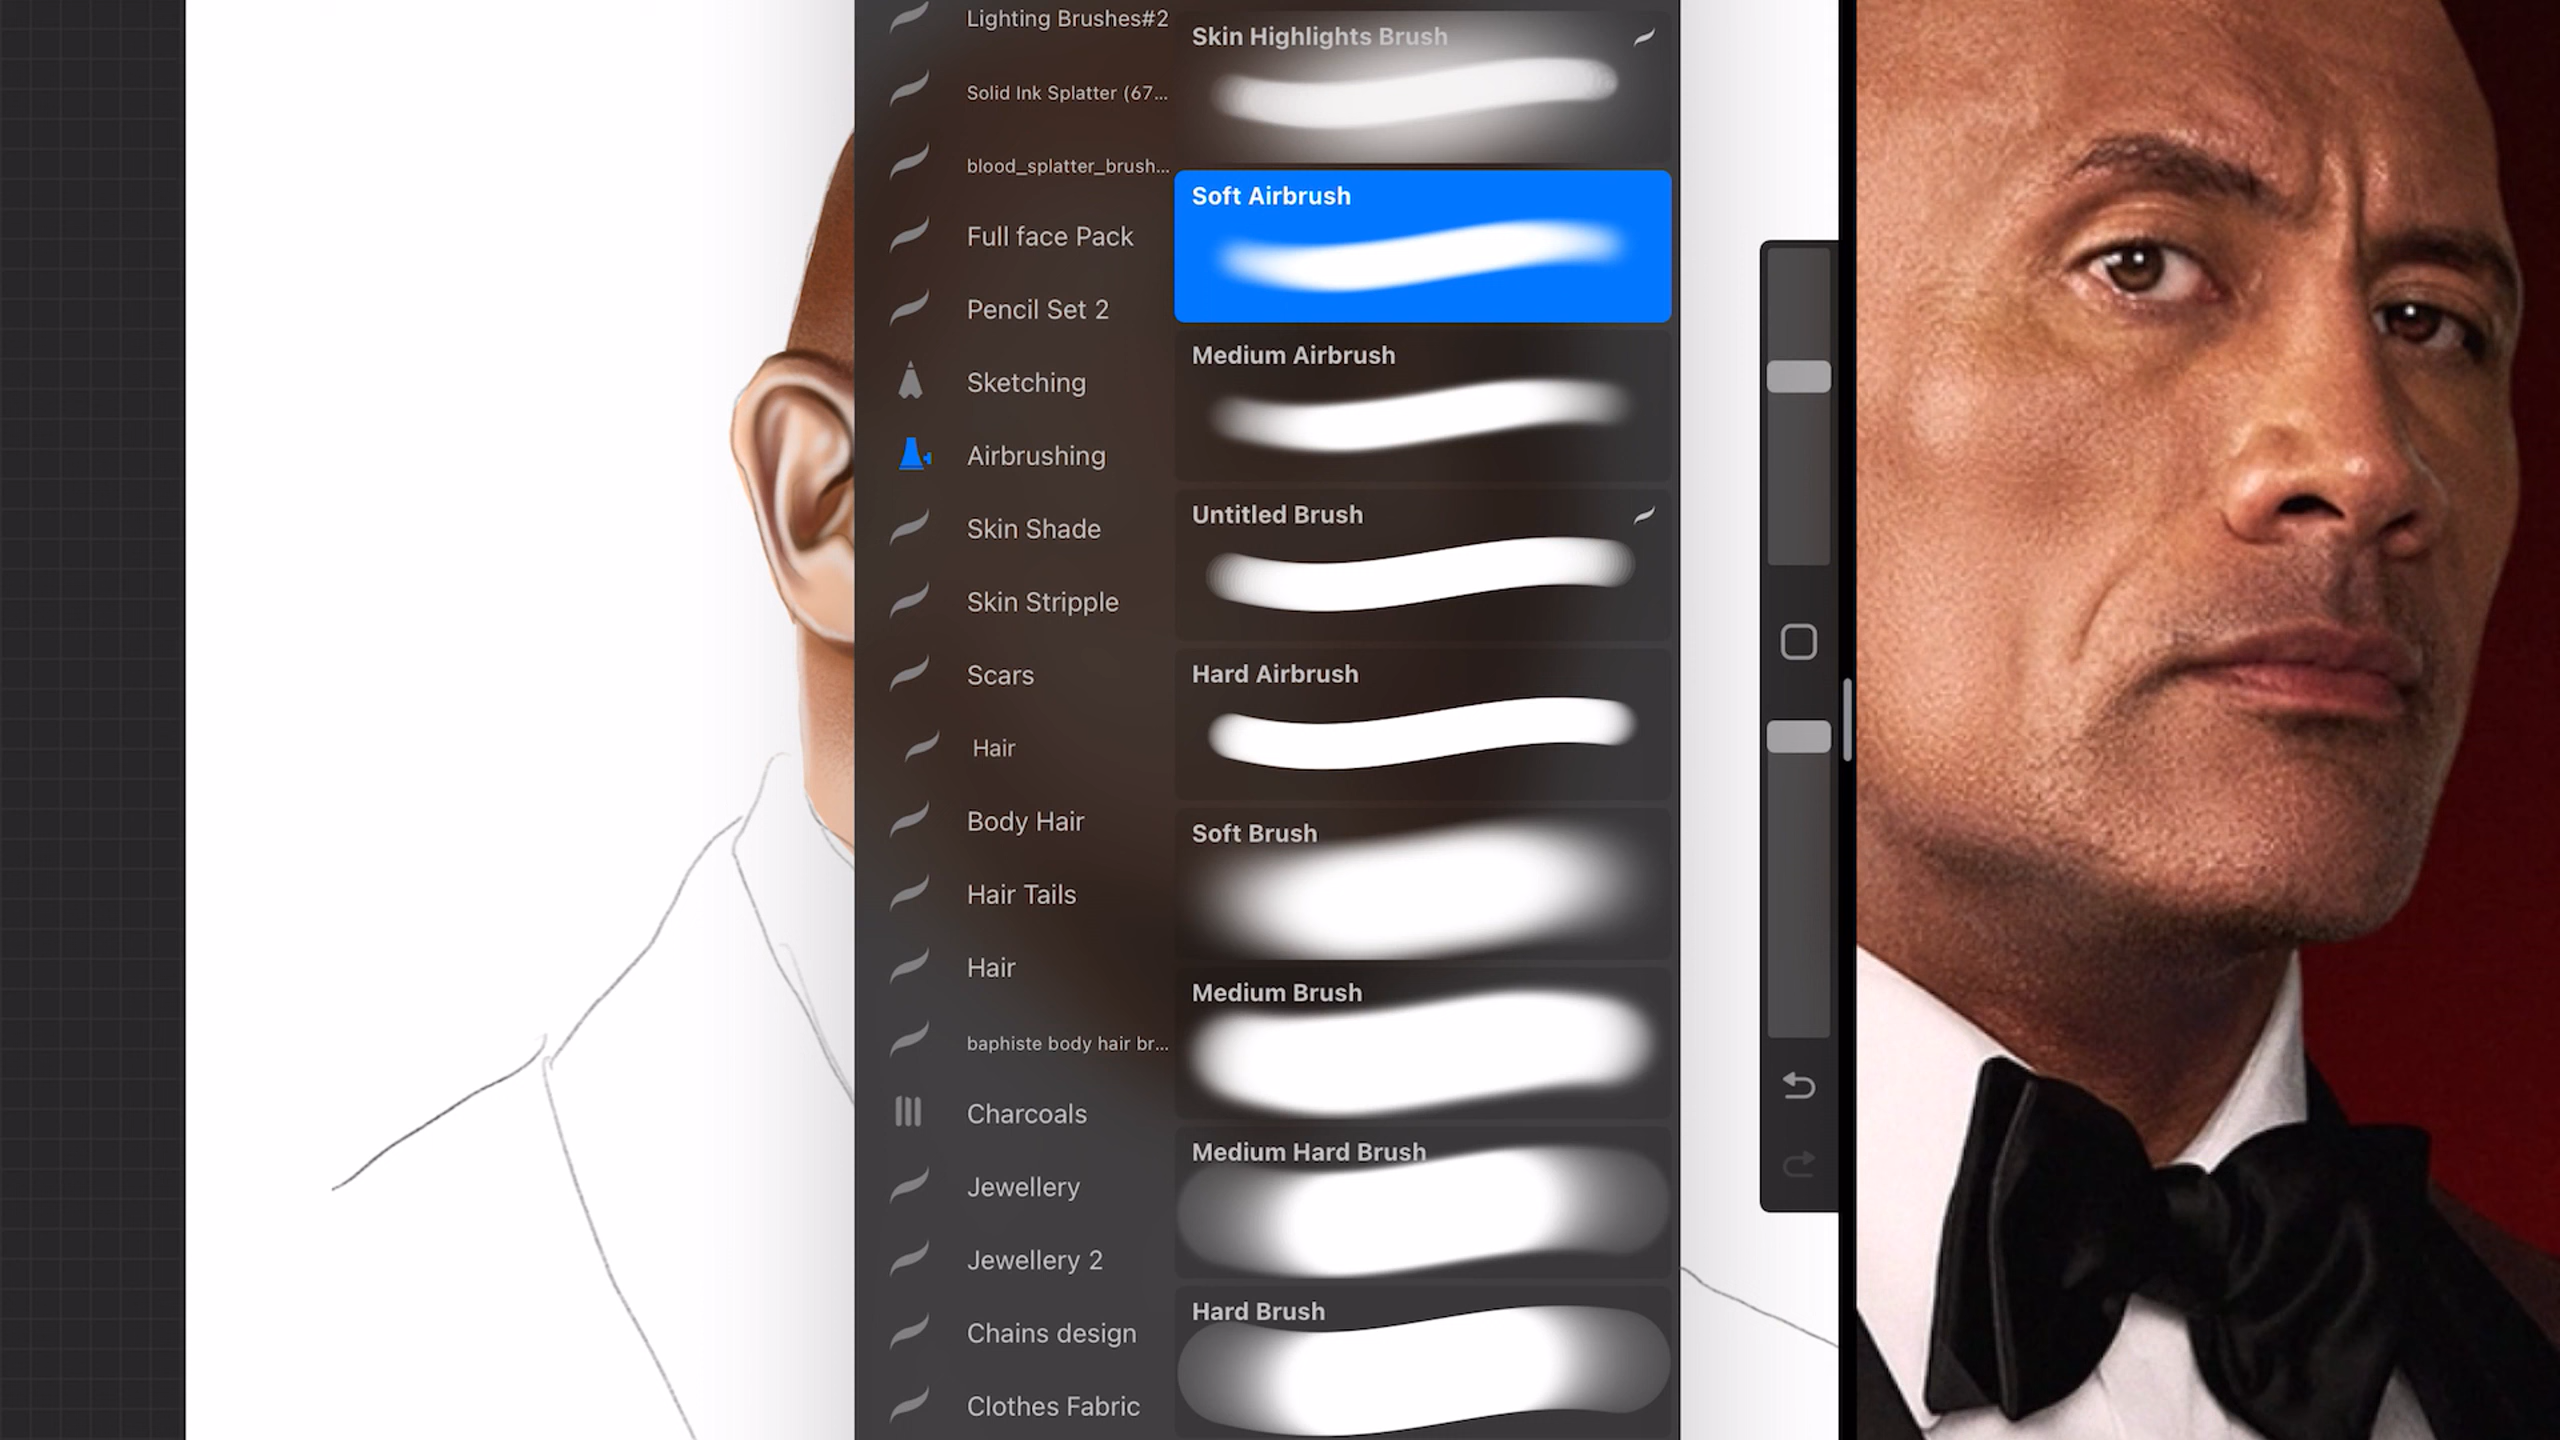 Lighting Brushes#2
Solid Ink Splatter (67...
blood_splatter_brush...
Full face Pack
Pencil Set 2
Sketching
Airbrushing
Skin Shade
Skin Stripple
Scars
Hair
Body Hair
Hair Tails
Hair
baphiste body hair br...
Charcoals
Jewellery
Jewellery 2
Chains design
Clothes Fabric
Skin Highlights Brush
Soft Airbrush
Medium Airbrush
Untitled Brush
Hard Airbrush
Soft Brush
Medium Brush
Medium Hard Brush
Hard Brush